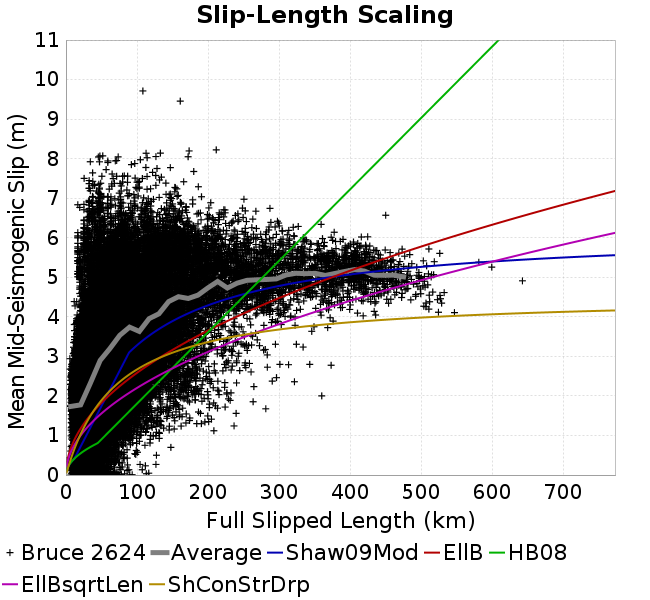 Slip-Length Scaling
11
10
9
8
7
6
5
4
3
2
1
0
Mean Mid-Seismogenic Slip (m)
0 100 200 300 400 500 600 700
Full Slipped Length (km)
Bruce 2624 Average Shaw09Mod EllB HB08
EllBsqrtLen ShConStrDrp